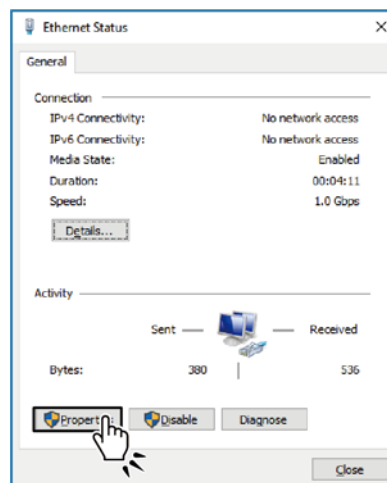 Ethernet Status
General
Connection
IPv4 Connectivity: No network access
IPv6 Connectivity: No network access
Media State: Enabled
Duration: 00:04:11
Speed: 1.0 Gbps
Details...
Activity
Sent Received
Bytes: 380 536
Disable Diagnose
Close